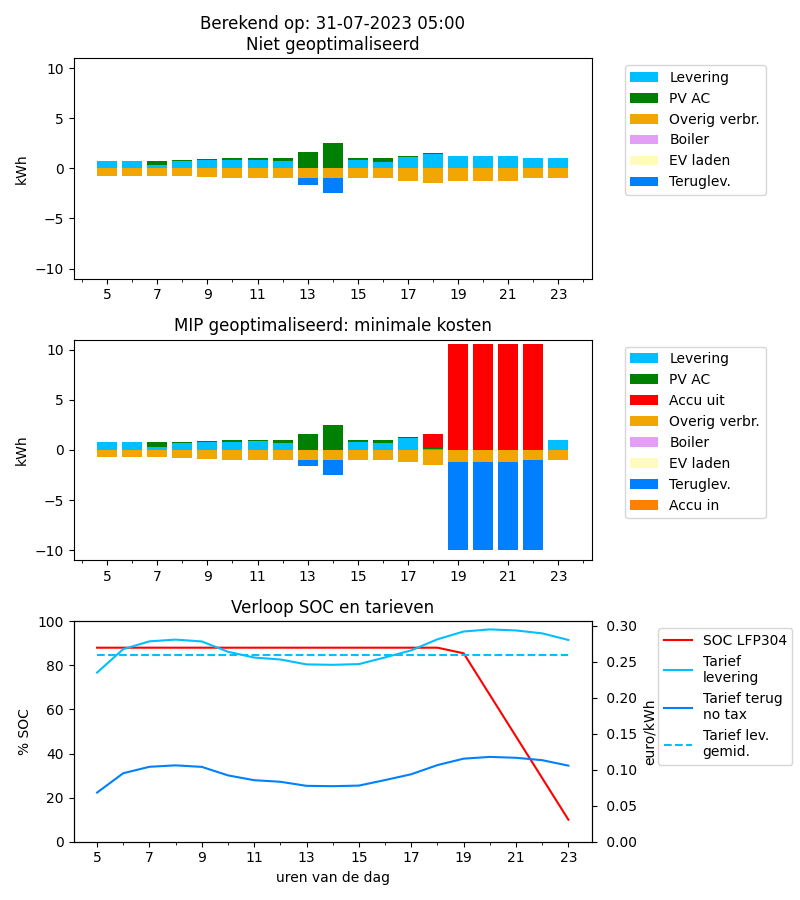 Berekend op: 31-07-2023 05:00
Niet geoptimaliseerd
10
5
0
−5
−10
kWh
5 7 9 11 13 15 17 19 21 23
Levering
PV AC
Overig verbr.
Boiler
EV laden
Teruglev.
MIP geoptimaliseerd: minimale kosten
10
5
0
−5
−10
kWh
5 7 9 11 13 15 17 19 21 23
Levering
PV AC
Accu uit
Overig verbr.
Boiler
EV laden
Teruglev.
Accu in
Verloop SOC en tarieven
100
80
60
40
20
0
% SOC
5 7 9 11 13 15 17 19 21 23
uren van de dag
0.30
0.25
0.20
0.15
0.10
0.05
0.00
euro/kWh
SOC LFP304
Tarief
levering
Tarief terug
no tax
Tarief lev.
gemid.